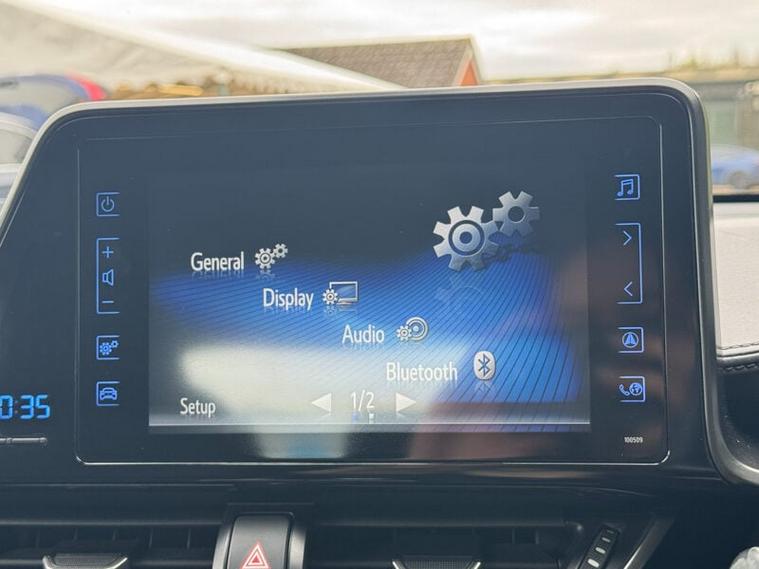 General
Display
Audio
Bluetooth
Setup
1/2
0:35
100509